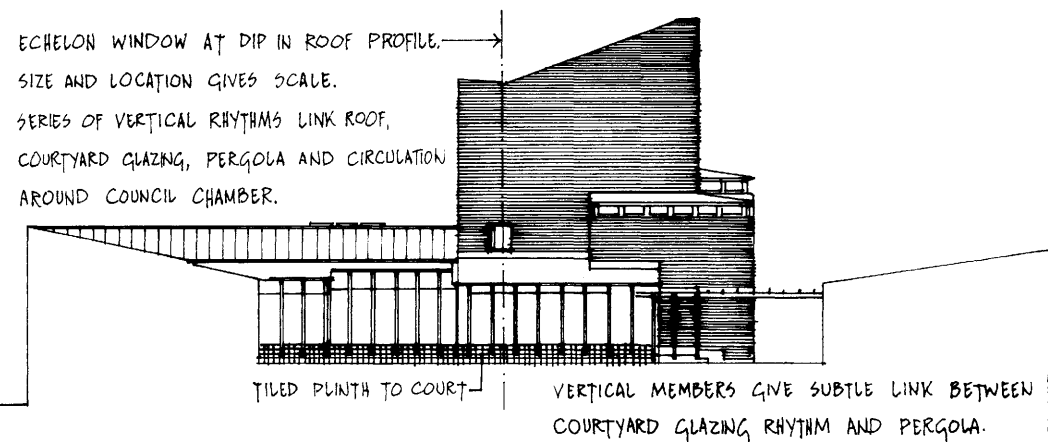 ECHELON WINDOW AT DIP IN ROOF PROFILE.
SIZE AND LOCATION GIVES SCALE.
SERIES OF VERTICAL RHYTHMS LINK ROOF,
COURTYARD GLAZING, PERGOLA AND CIRCULATION
AROUND COUNCIL CHAMBER.
TILED PLINTH TO COURT
VERTICAL MEMBERS GIVE SUBTLE LINK BETWEEN
COURTYARD GLAZING RHYTHM AND PERGOLA.